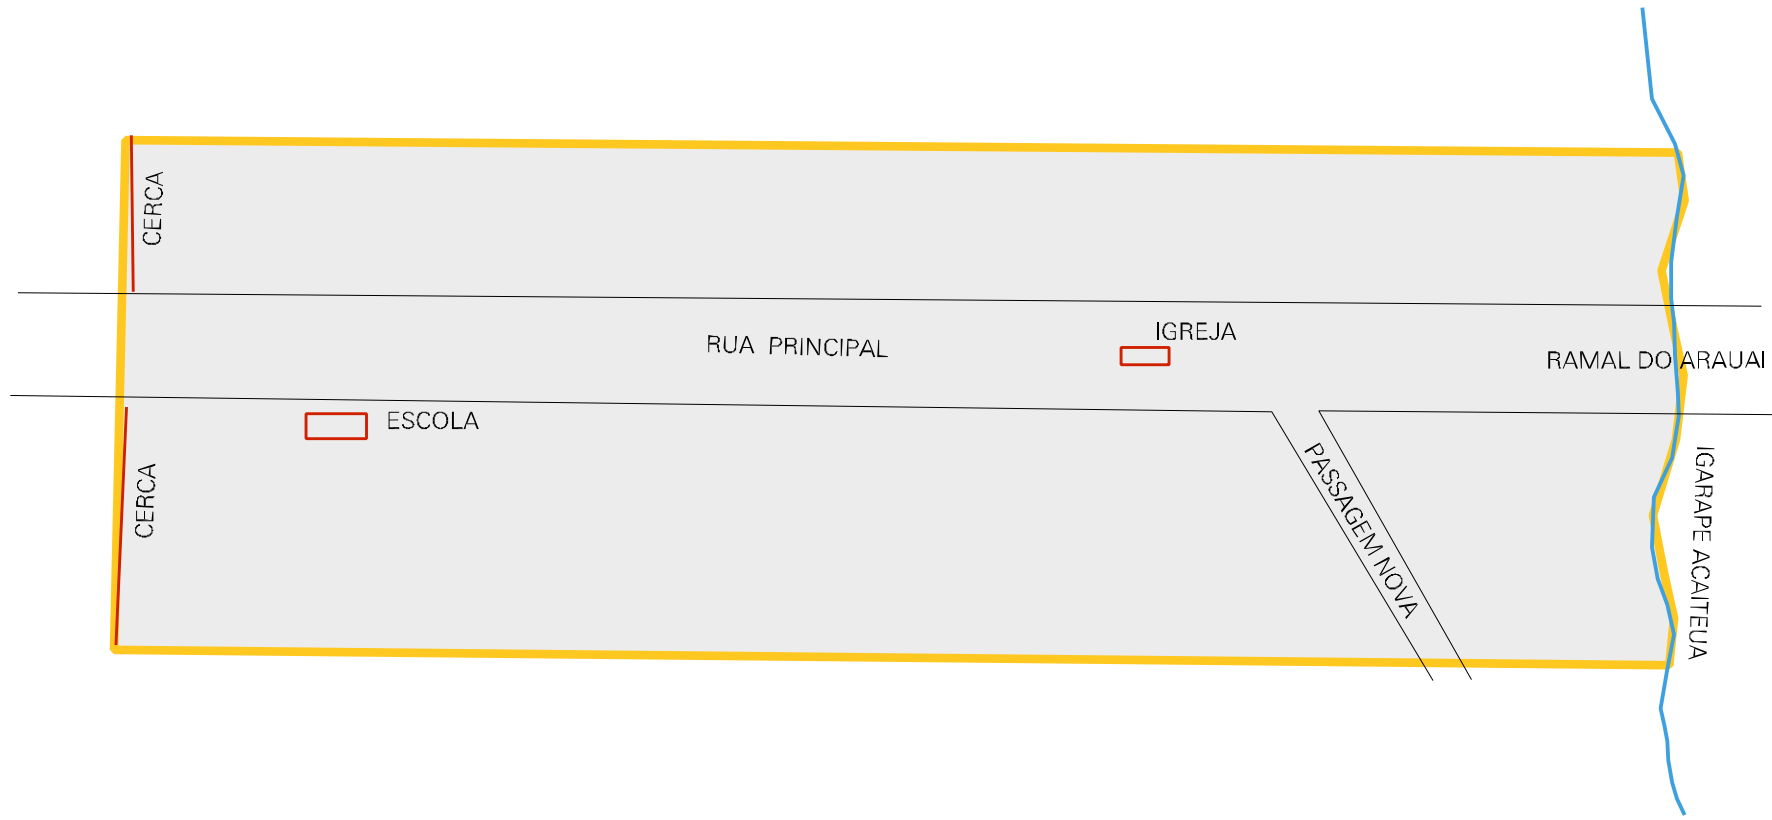 CERCA
RUA PRINCIPAL
IGREJA
RAMAL DO ARAUAI
ESCOLA
CERCA
PASSAGEM NOVA
IGARAPE ACAITEUA